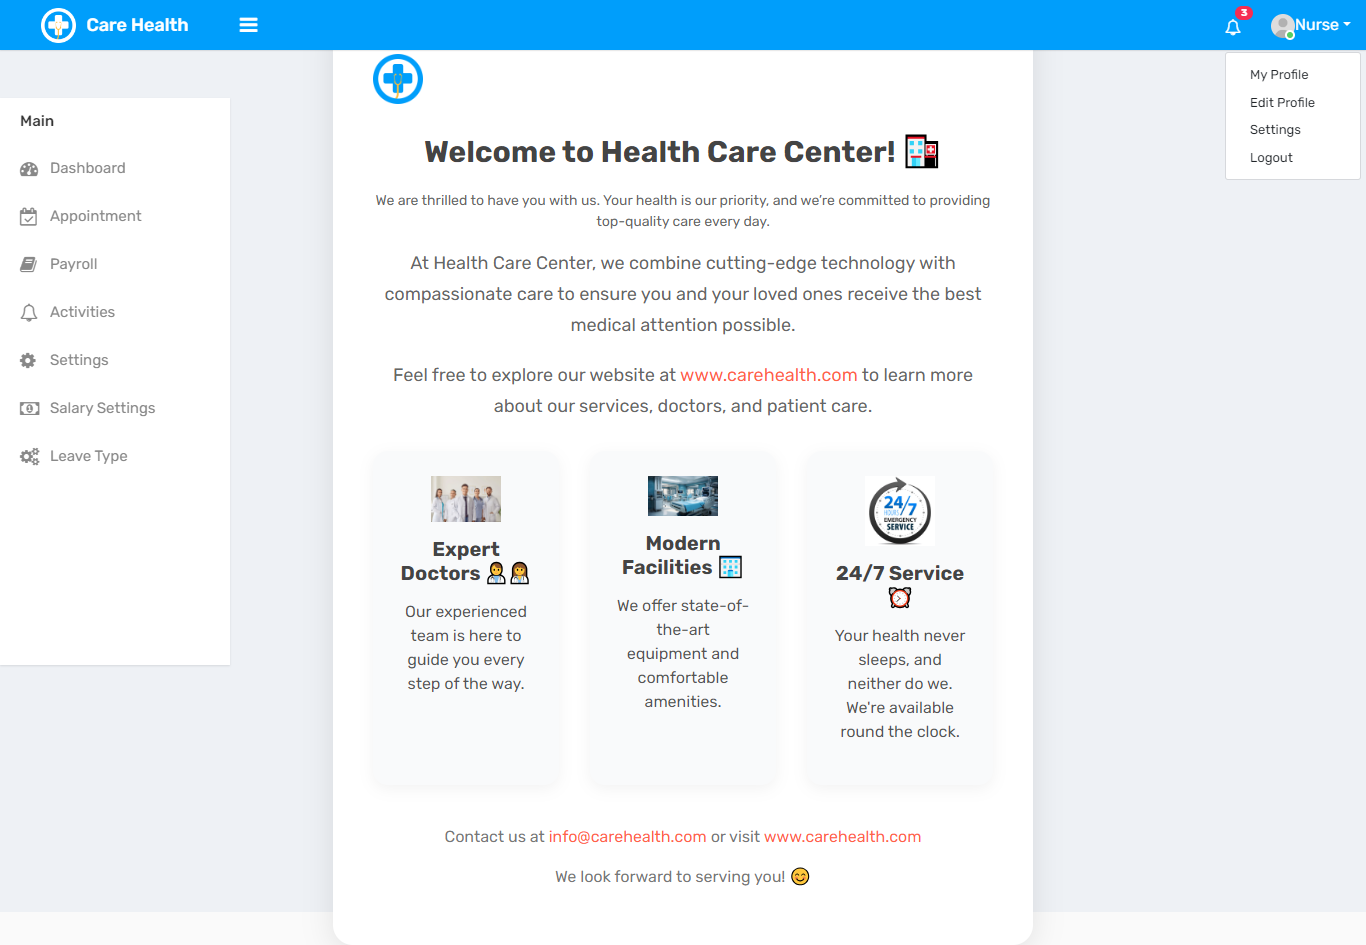 Care Health
3
Nurse
My Profile
Edit Profile
Settings
Logout
Main
Dashboard
Appointment
Payroll
Activities
Settings
Salary Settings
Leave Type
Welcome to Health Care Center! 🏥
We are thrilled to have you with us. Your health is our priority, and we’re committed to providing
top-quality care every day.
At Health Care Center, we combine cutting-edge technology with
compassionate care to ensure you and your loved ones receive the best
medical attention possible.
Feel free to explore our website at www.carehealth.com to learn more
about our services, doctors, and patient care.
Expert
Doctors 👨‍⚕️👩‍⚕️
Our experienced
team is here to
guide you every
step of the way.
Modern
Facilities 🏢
We offer state-of-
the-art
equipment and
comfortable
amenities.
24/7
HOURS
EMERGENCY
SERVICE
24/7 Service
⏰
Your health never
sleeps, and
neither do we.
We're available
round the clock.
Contact us at info@carehealth.com or visit www.carehealth.com
We look forward to serving you! 😊